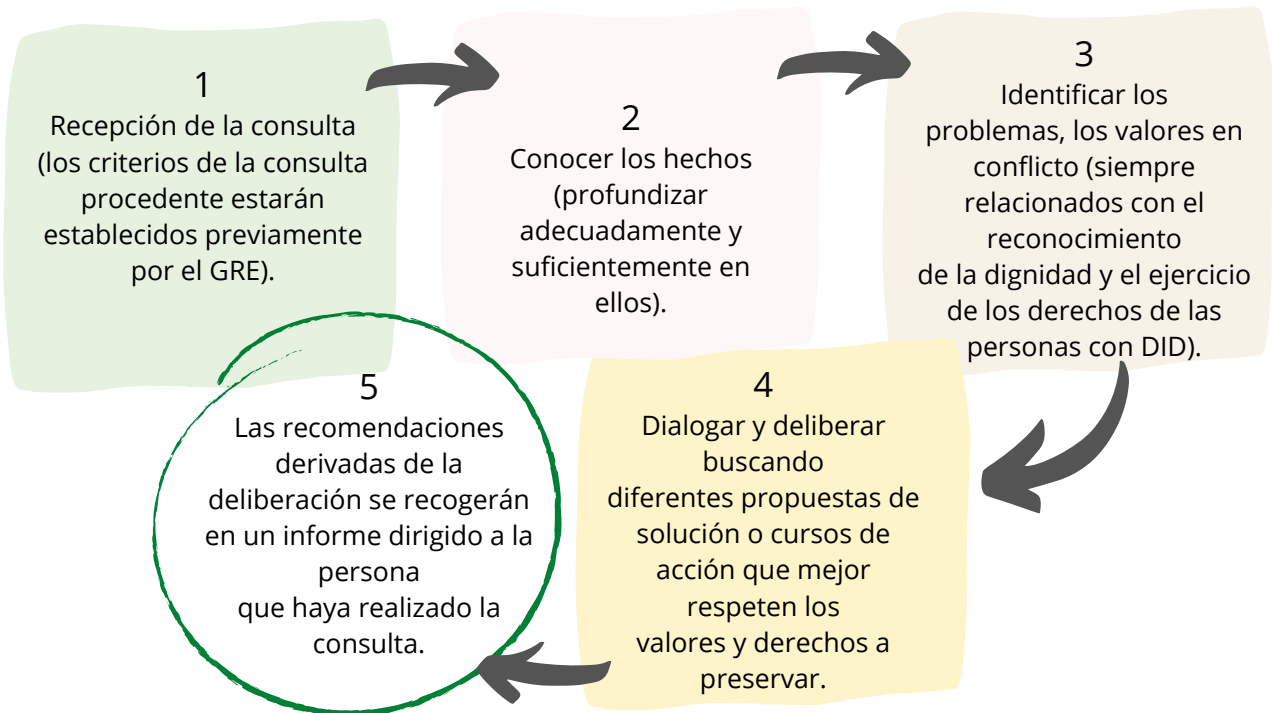 1
Recepción de la consulta
(los criterios de la consulta
procedente estarán
establecidos previamente
por el GRE).
2
Conocer los hechos
(profundizar
adecuadamente y
suficientemente en
ellos).
3
Identificar los
problemas, los valores en
conflicto (siempre
relacionados con el
reconocimiento
de la dignidad y el ejercicio
de los derechos de las
personas con DID).
4
Dialogar y deliberar
buscando
diferentes propuestas de
solución o cursos de
acción que mejor
respeten los
valores y derechos a
preservar.
5
Las recomendaciones
derivadas de la
deliberación se recogerán
en un informe dirigido a la
persona
que haya realizado la
consulta.